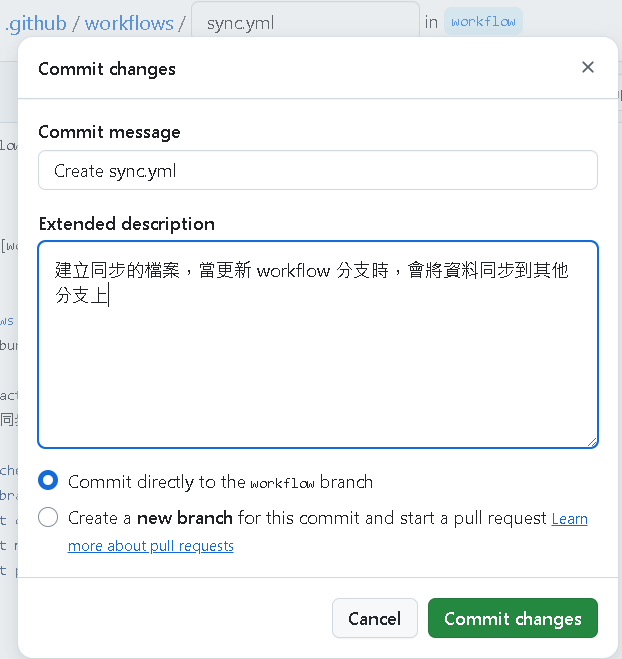 .github / workflows / sync.yml in workflow
Commit changes
Commit message
Create sync.yml
Extended description
建立同步的檔案，當更新 workflow 分支時，會將資料同步到其他
分支上
Commit directly to the workflow branch
Create a new branch for this commit and start a pull request Learn
more about pull requests
Cancel Commit changes